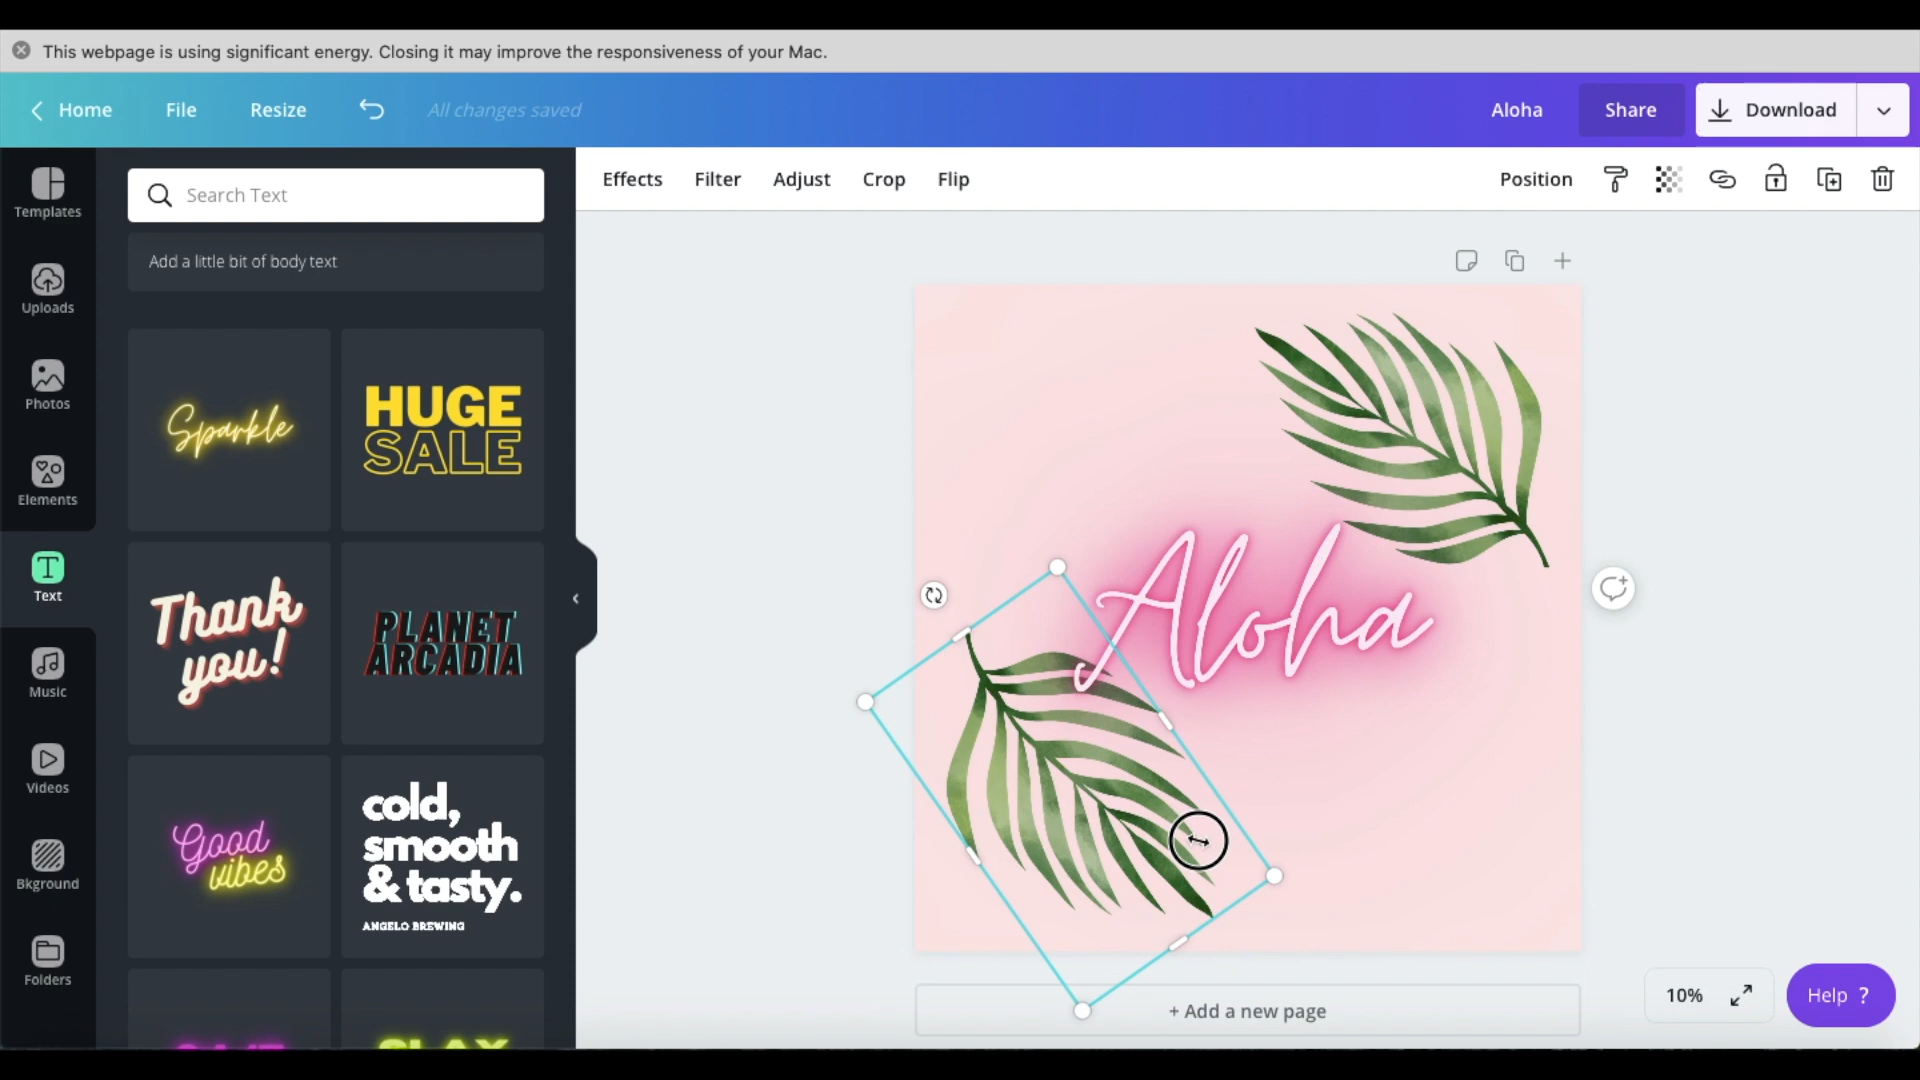 This webpage is using significant energy. Closing it may improve the responsiveness of your Mac.
Home File Resize All changes saved Aloha Share Download
Templates
Uploads
Photos
Elements
Text
Music
Videos
Bkground
Folders
Search Text
Add a little bit of body text
Sparkle
HUGE
SALE
Thank
you!
PLANET
ARCADIA
Good
vibes
cold,
smooth
& tasty.
ANGELO BREWING
Effects Filter Adjust Crop Flip Position
Aloha
+ Add a new page
10%
Help ?